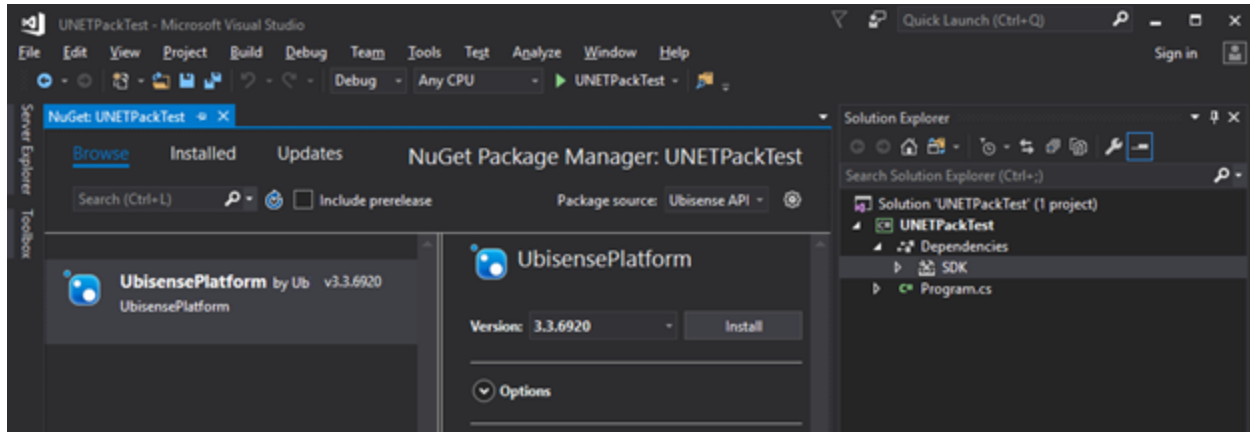 UNETPackTest - Microsoft Visual Studio
Quick Launch (Ctrl+Q)
File Edit View Project Build Debug Team Tools Test Analyze Window Help
Sign in
Debug Any CPU UNETPackTest
Server Explorer
Toolbox
NuGet: UNETPackTest
Browse Installed Updates
NuGet Package Manager: UNETPackTest
Search (Ctrl+L)
Include prerelease
Package source: Ubisense API
UbisensePlatform by Ub v3.3.6920
UbisensePlatform
UbisensePlatform
Version: 3.3.6920
Install
Options
Solution Explorer
Search Solution Explorer (Ctrl+;)
Solution 'UNETPackTest' (1 project)
C# UNETPackTest
Dependencies
SDK
C# Program.cs